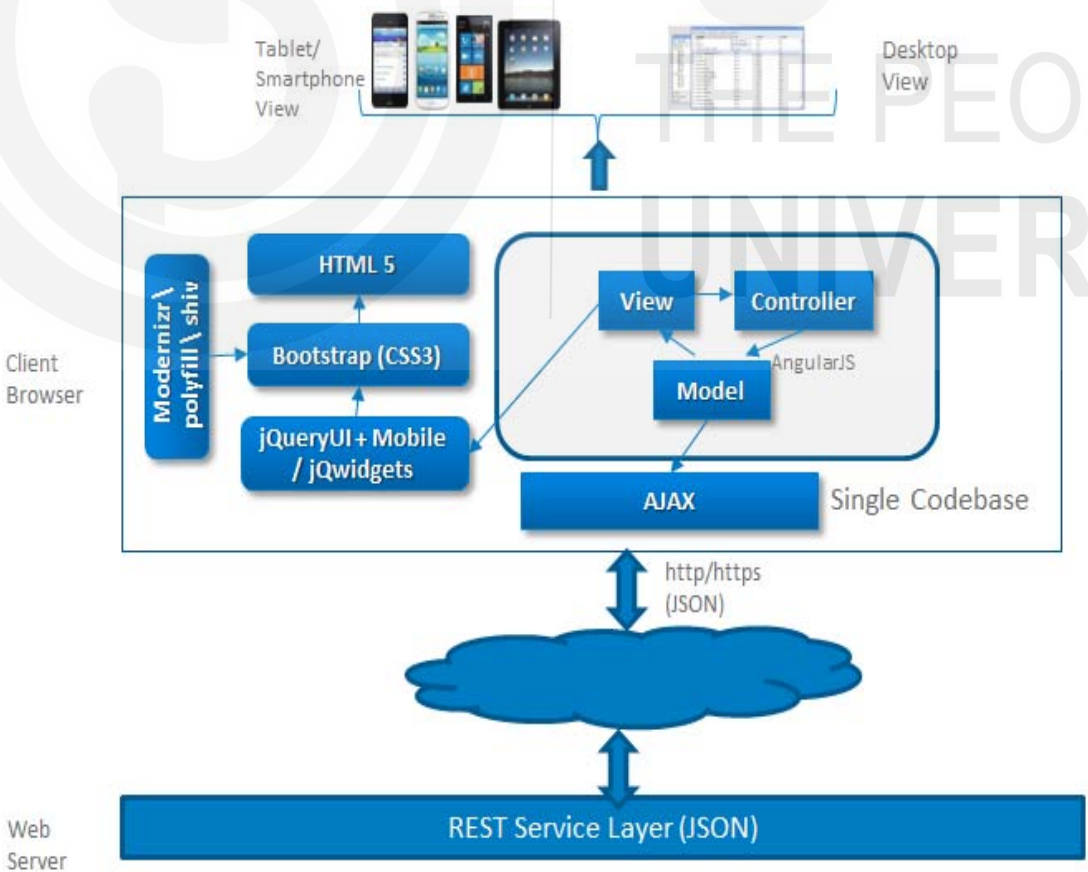 Tablet/
Smartphone
View
Desktop
View
THE PEO
UNIVER
Client
Browser
Modernizr \
polyfill \ shiv
HTML 5
Bootstrap (CSS3)
jQueryUI + Mobile
/ jQwidgets
View
Controller
AngularJS
Model
AJAX
Single Codebase
http/https
(JSON)
Web
Server
REST Service Layer (JSON)